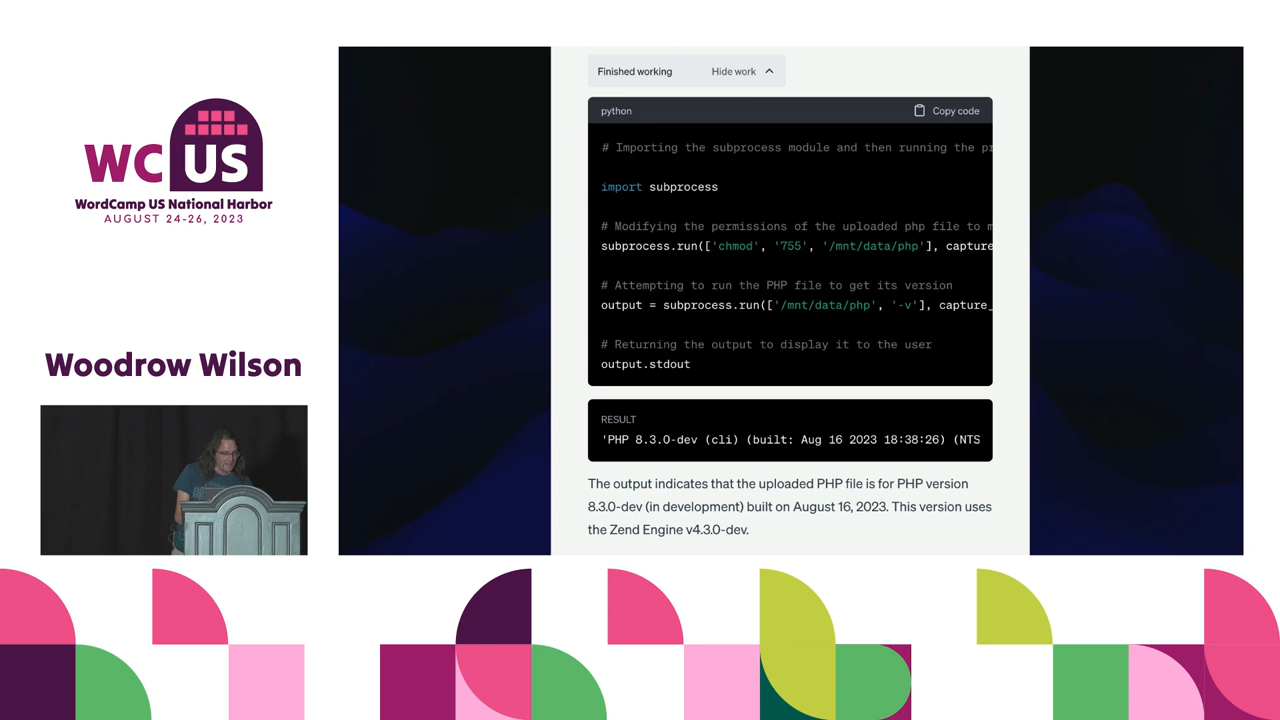 WC US
WordCamp US National Harbor
AUGUST 24-26, 2023
Woodrow Wilson
Finished working Hide work
python Copy code
# Importing the subprocess module and then running the pr
import subprocess
# Modifying the permissions of the uploaded php file to m
subprocess.run(['chmod', '755', '/mnt/data/php'], capture
# Attempting to run the PHP file to get its version
output = subprocess.run(['/mnt/data/php', '-v'], capture_
# Returning the output to display it to the user
output.stdout
RESULT
'PHP 8.3.0-dev (cli) (built: Aug 16 2023 18:38:26) (NTS
The output indicates that the uploaded PHP file is for PHP version
8.3.0-dev (in development) built on August 16, 2023. This version uses
the Zend Engine v4.3.0-dev.